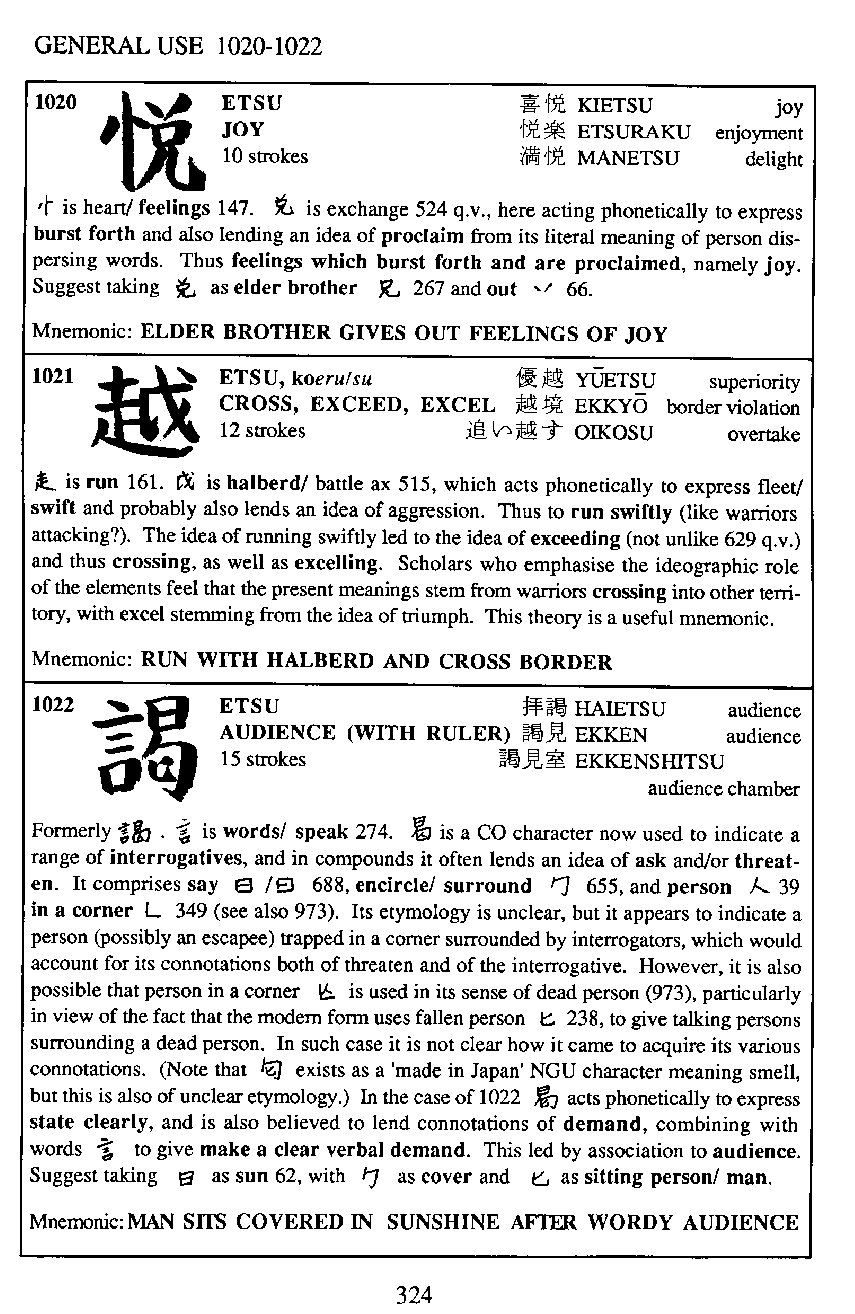 GENERAL USE 1020-1022
1020 悦 ETSU 喜悦 KIETSU joy
JOY 悦楽 ETSURAKU enjoyment
10 strokes 満悦 MANETSU delight
忄 is heart/ feelings 147. 兌 is exchange 524 q.v., here acting phonetically to express
burst forth and also lending an idea of proclaim from its literal meaning of person dis-
persing words. Thus feelings which burst forth and are proclaimed, namely joy.
Suggest taking 兌 as elder brother 兄 267 and out 丷 66.
Mnemonic: ELDER BROTHER GIVES OUT FEELINGS OF JOY
1021 越 ETSU, koeru/su 優越 YŪETSU superiority
CROSS, EXCEED, EXCEL 越境 EKKYŌ border violation
12 strokes 追い越す OIKOSU overtake
走 is run 161. 戉 is halberd/ battle ax 515, which acts phonetically to express fleet/
swift and probably also lends an idea of aggression. Thus to run swiftly (like warriors
attacking?). The idea of running swiftly led to the idea of exceeding (not unlike 629 q.v.)
and thus crossing, as well as excelling. Scholars who emphasise the ideographic role
of the elements feel that the present meanings stem from warriors crossing into other terri-
tory, with excel stemming from the idea of triumph. This theory is a useful mnemonic.
Mnemonic: RUN WITH HALBERD AND CROSS BORDER
1022 謁 ETSU 拝謁 HAIETSU audience
AUDIENCE (WITH RULER) 謁見 EKKEN audience
15 strokes 謁見室 EKKENSHITSU
audience chamber
Formerly 謁. 言 is words/ speak 274. 曷 is a CO character now used to indicate a
range of interrogatives, and in compounds it often lends an idea of ask and/or threat-
en. It comprises say 曰 /曰 688, encircle/ surround 勹 655, and person 人 39
in a corner ㄴ 349 (see also 973). Its etymology is unclear, but it appears to indicate a
person (possibly an escapee) trapped in a corner surrounded by interrogators, which would
account for its connotations both of threaten and of the interrogative. However, it is also
possible that person in a corner is used in its sense of dead person (973), particularly
in view of the fact that the modern form uses fallen person 匕 238, to give talking persons
surrounding a dead person. In such case it is not clear how it came to acquire its various
connotations. (Note that 匂 exists as a 'made in Japan' NGU character meaning smell,
but this is also of unclear etymology.) In the case of 1022 曷 acts phonetically to express
state clearly, and is also believed to lend connotations of demand, combining with
words 言 to give make a clear verbal demand. This led by association to audience.
Suggest taking 日 as sun 62, with 勹 as cover and 匕 as sitting person/ man.
Mnemonic: MAN SITS COVERED IN SUNSHINE AFTER WORDY AUDIENCE
324